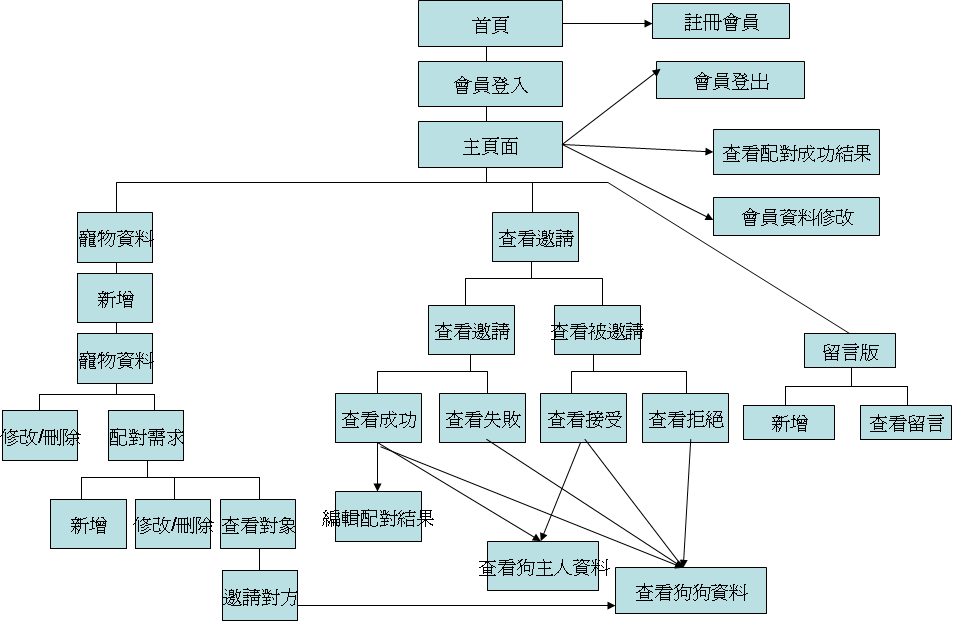 首頁
註冊會員
會員登入
會員登出
主頁面
查看配對成功結果
會員資料修改
寵物資料
查看邀請
新增
寵物資料
查看邀請
查看被邀請
留言版
修改/刪除
配對需求
查看成功
查看失敗
查看接受
查看拒絕
新增
查看留言
新增
修改/刪除
查看對象
編輯配對結果
查看狗主人資料
邀請對方
查看狗狗資料